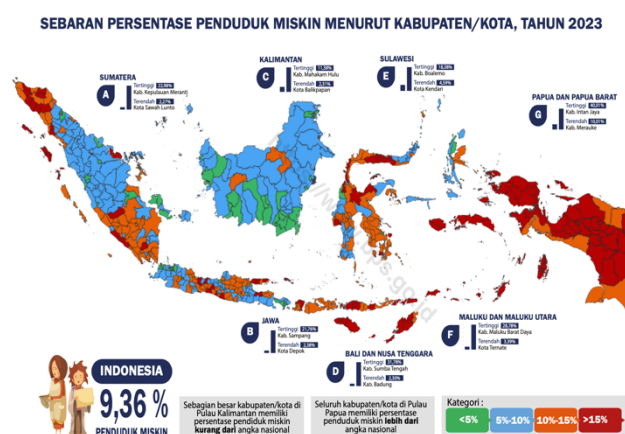 SEBARAN PERSENTASE PENDUDUK MISKIN MENURUT KABUPATEN/KOTA, TAHUN 2023
SUMATERA
A
Tertinggi
Kab. Kepulauan Meranti
Terendah
Kota Sawah Lunto
KALIMANTAN
C
Tertinggi
Kab. Mahakam Hulu
Terendah
Kota Balikpapan
SULAWESI
E
Tertinggi
Kab. Boalemo
Terendah
Kota Kendari
PAPUA DAN PAPUA BARAT
G
Tertinggi
Kab. Intan Jaya
Terendah
Kab. Merauke
JAWA
B
Tertinggi
Kab. Sampang
Terendah
Kota Depok
BALI DAN NUSA TENGGARA
D
Tertinggi
Kab. Sumba Tengah
Terendah
Kab. Badung
MALUKU DAN MALUKU UTARA
F
Tertinggi
Kab. Maluku Barat Daya
Terendah
Kota Ternate
INDONESIA
9,36 %
PENDUDUK MISKIN
Sebagian besar kabupaten/kota di
Pulau Kalimantan memiliki
persentase penduduk miskin
kurang dari angka nasional
Seluruh kabupaten/kota di Pulau
Papua memiliki persentase
penduduk miskin lebih dari
angka nasional
Kategori :
<5% 5%-10% 10%-15% >15%